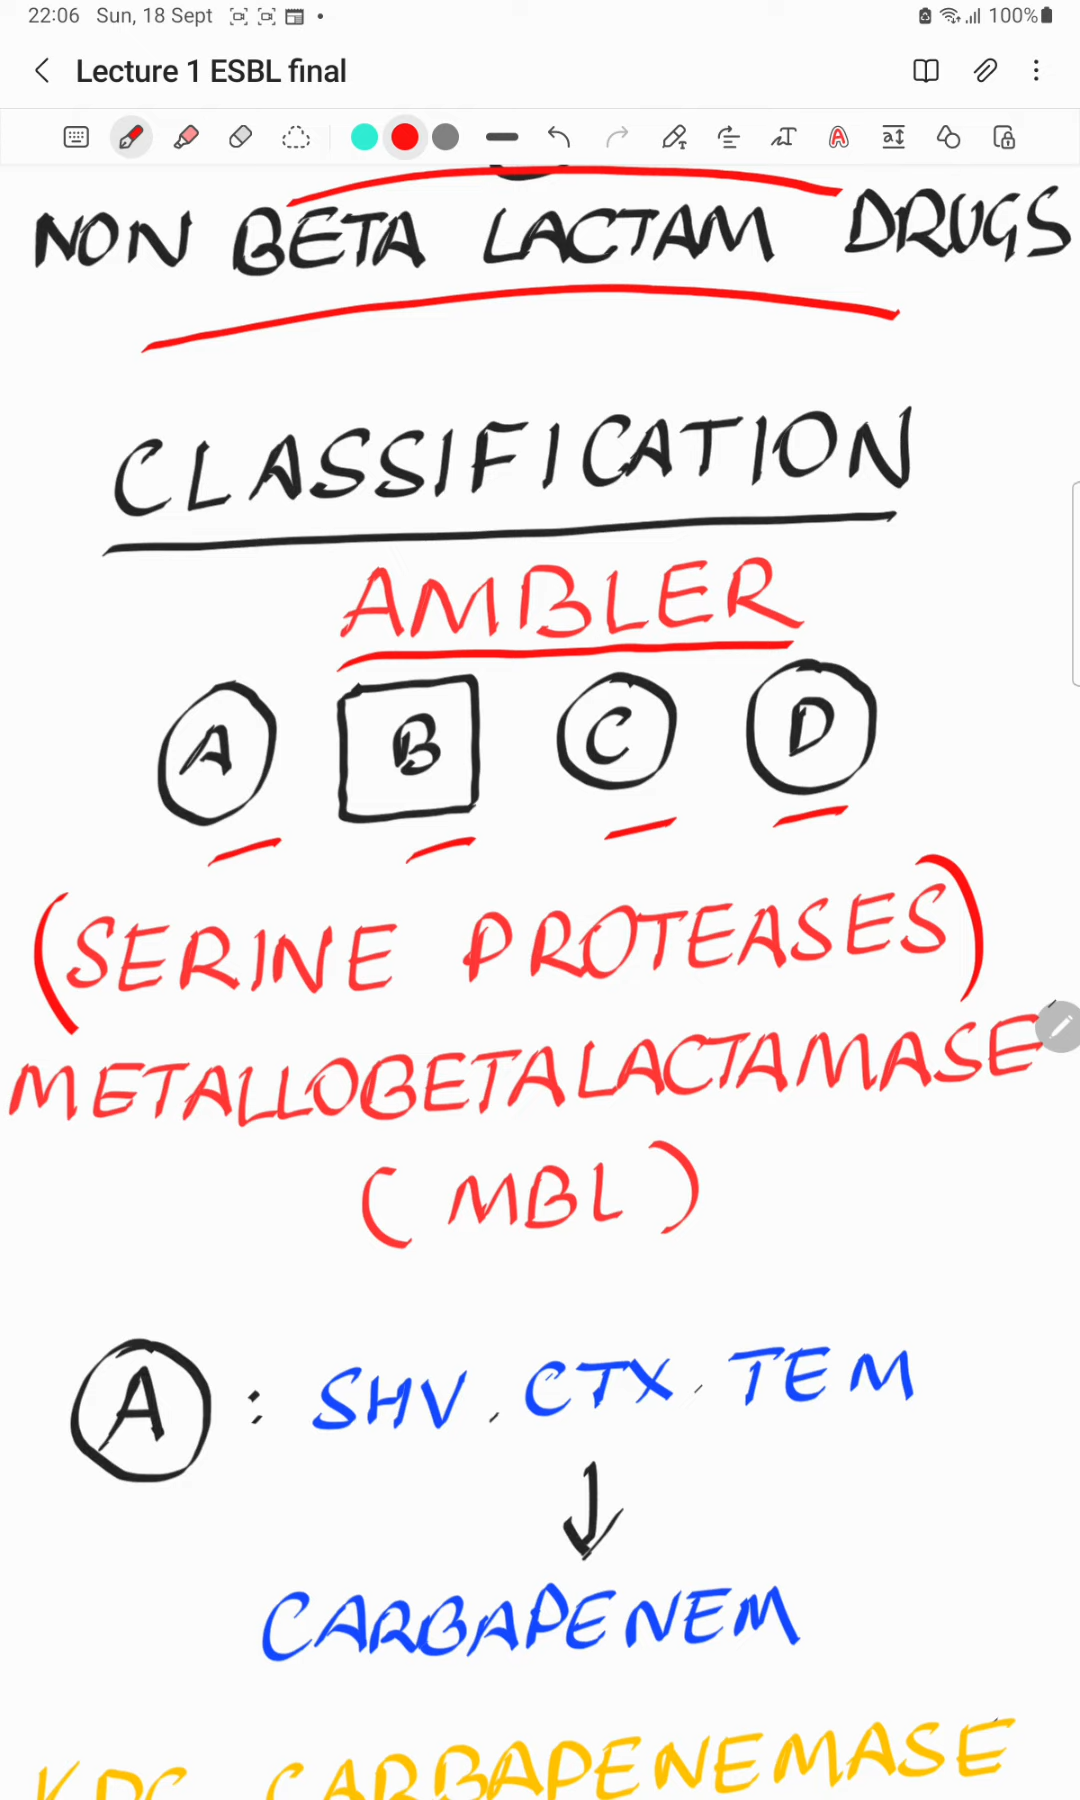 22:06 Sun, 18 Sept 100%
Lecture 1 ESBL final
NON BETA LACTAM DRUGS
CLASSIFICATION
AMBLER
A B C D
(SERINE PROTEASES)
METALLOBETALACTAMASE
(MBL)
A : SHV, CTX, TEM
CARBAPENEM
KPC CARBAPENEMASE